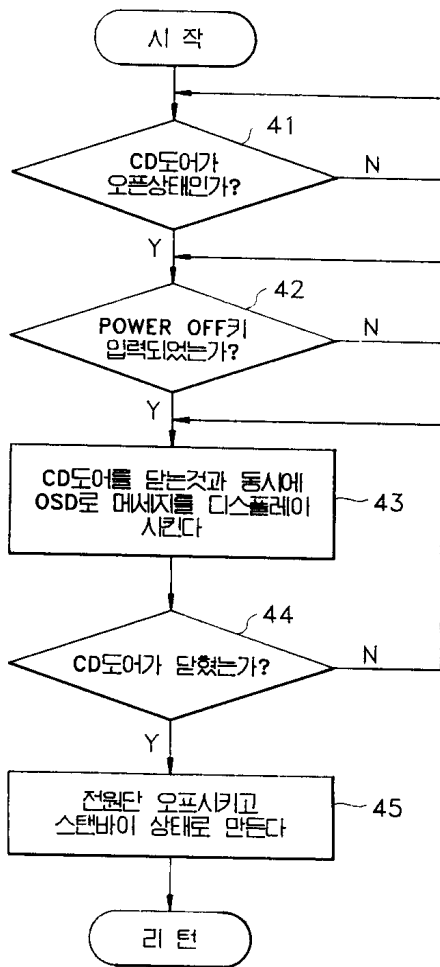 시 작
41
CD도어가
오픈상태인가?
N
Y
42
POWER OFF키
입력되었는가?
N
Y
CD도어를 닫는것과 동시에
OSD로 메세지를 디스플레이
시킨다
43
44
CD도어가 닫혔는가?
N
Y
전원단 오프시키고
스탠바이 상태로 만든다
45
리 턴